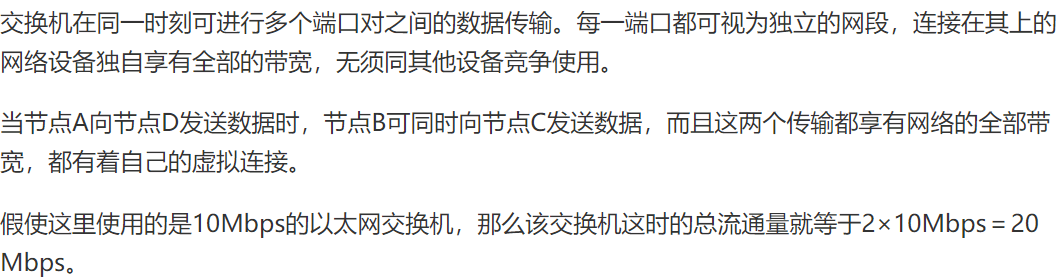 交换机在同一时刻可进行多个端口对之间的数据传输。每一端口都可视为独立的网段，连接在其上的
网络设备独自享有全部的带宽，无须同其他设备竞争使用。
当节点A向节点D发送数据时，节点B可同时向节点C发送数据，而且这两个传输都享有网络的全部带
宽，都有着自己的虚拟连接。
假使这里使用的是10Mbps的以太网交换机，那么该交换机这时的总流通量就等于2×10Mbps＝20
Mbps。